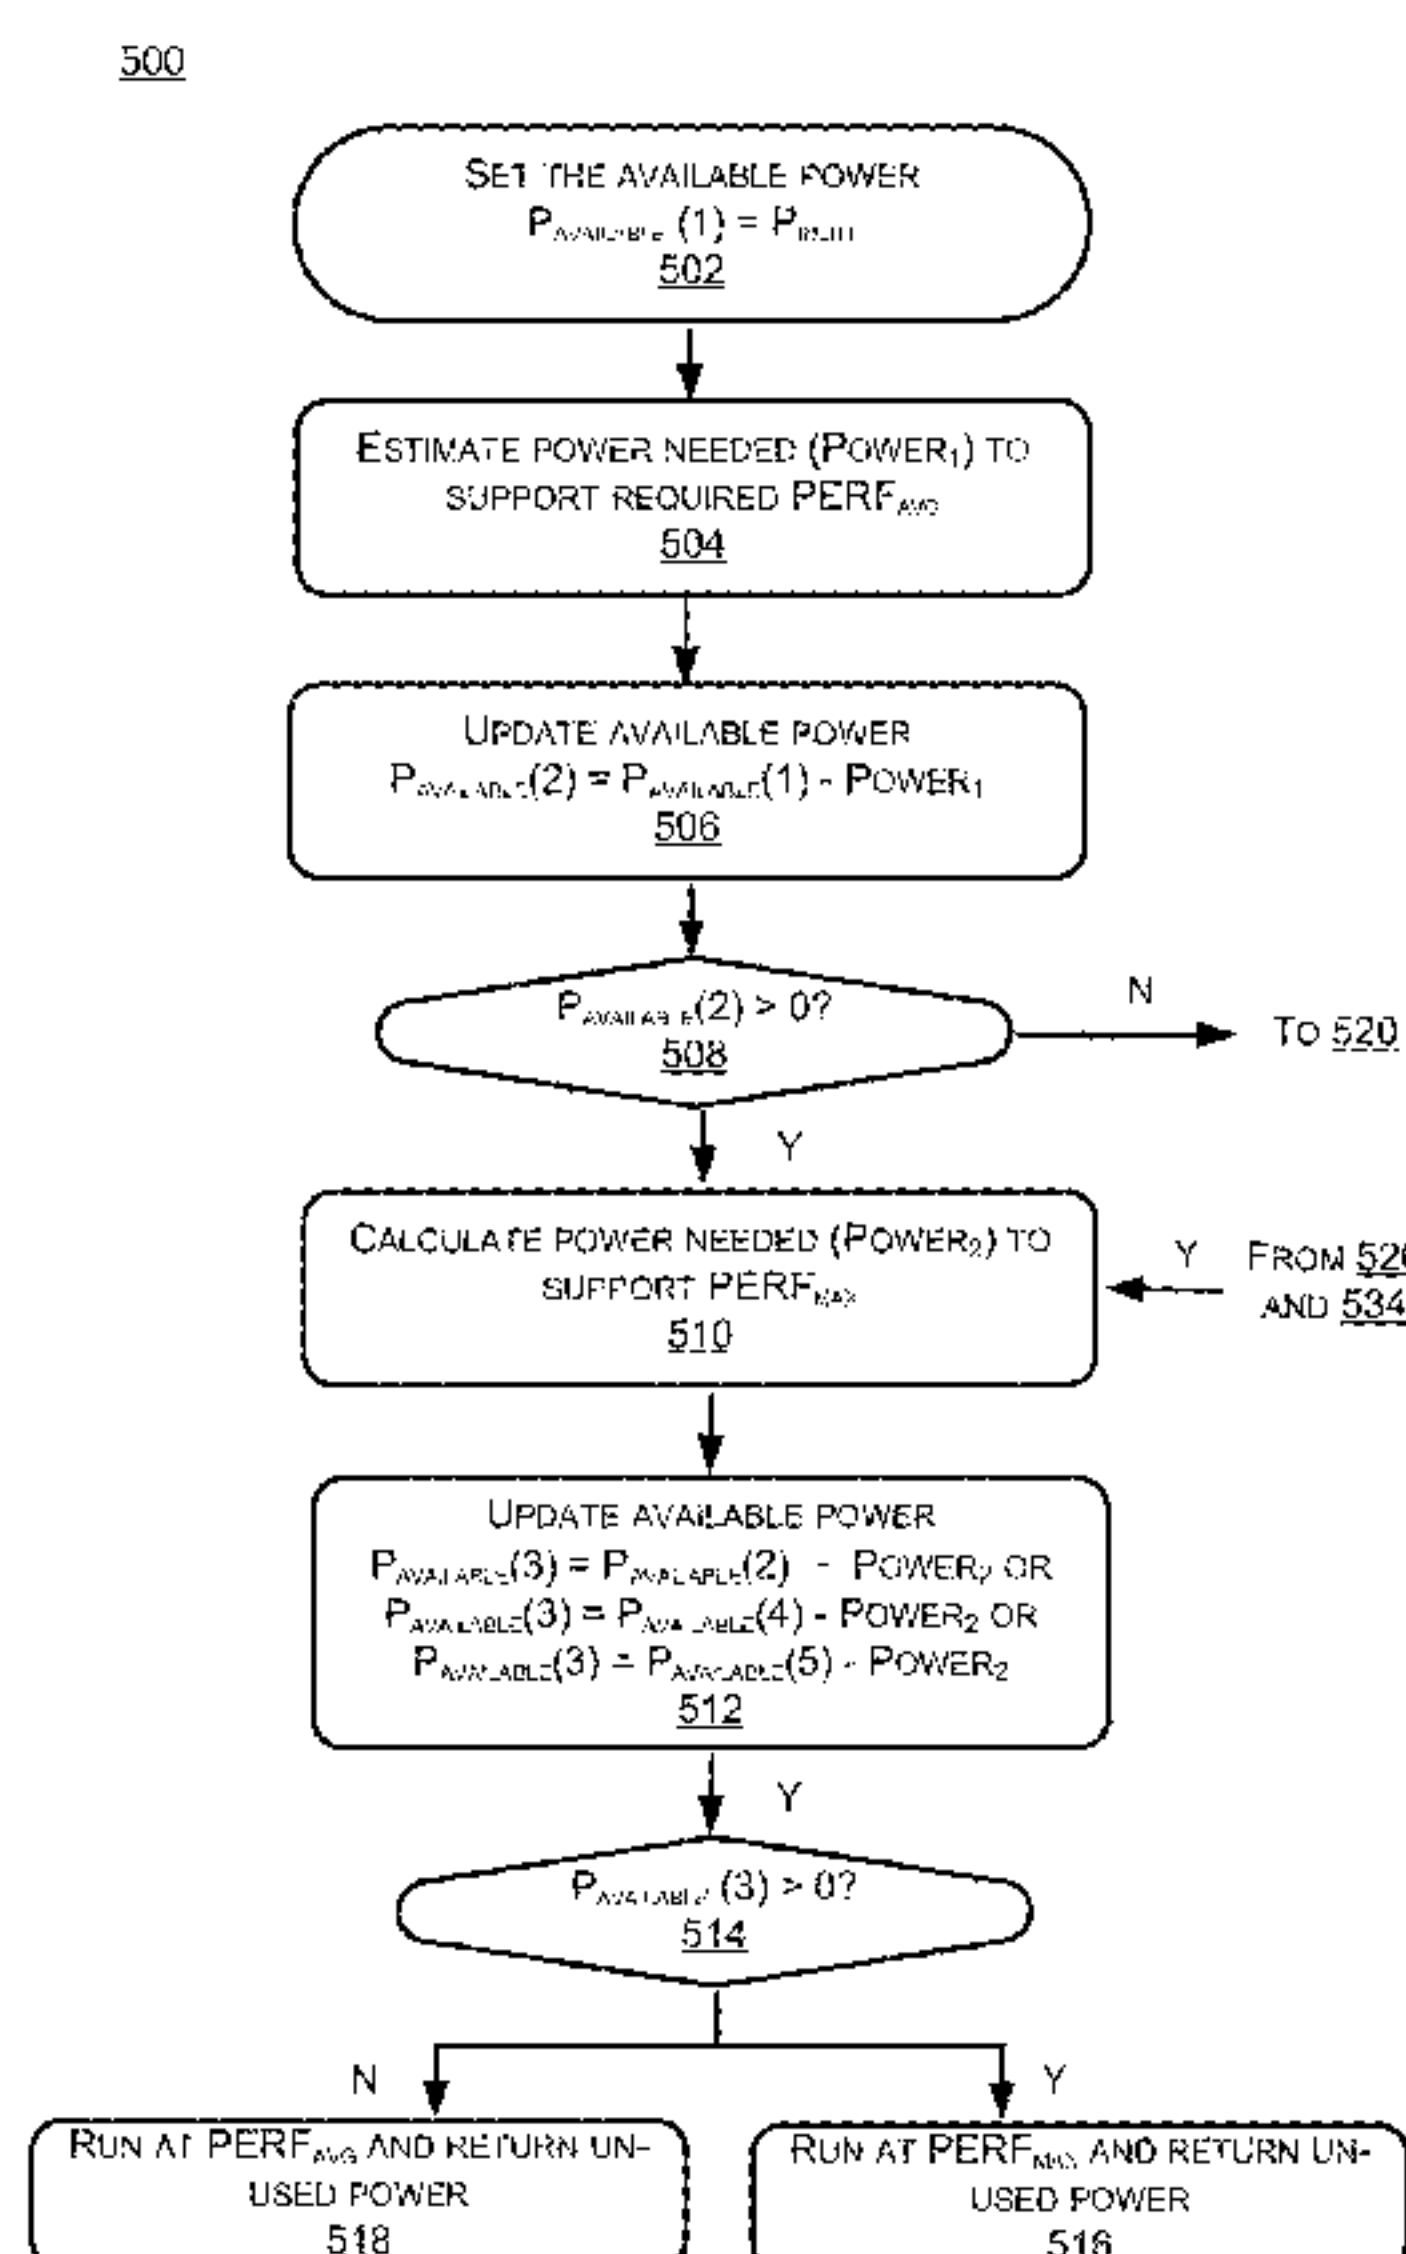 500
SET THE AVAILABLE POWER
PAVAILABLE (1) =
502
ESTIMATE POWER NEEDED (POWER1) TO
SUPPORT REQUIRED PERFAVG
504
UPDATE AVAILABLE POWER
PAVAILABLE(2) = PAVAILABLE(1) - POWER1
506
PAVAILABLE(2) > 0?
508
N
TO 520
Y
CALCULATE POWER NEEDED (POWER2) TO
SUPPORT PERFMAX
510
Y
FROM
AND 534
UPDATE AVAILABLE POWER
PAVAILABLE(3) = PAVAILABLE(2) - POWER2 OR
PAVAILABLE(3) = PAVAILABLE(4) - POWER2 OR
PAVAILABLE(3) = PAVAILABLE(5) - POWER2
512
Y
PAVAILABLE (3) > 0?
514
N
Y
RUN AT PERFAVG AND RETURN UN-
USED POWER
518
RUN AT PERFMAX AND RETURN UN-
USED POWER
516